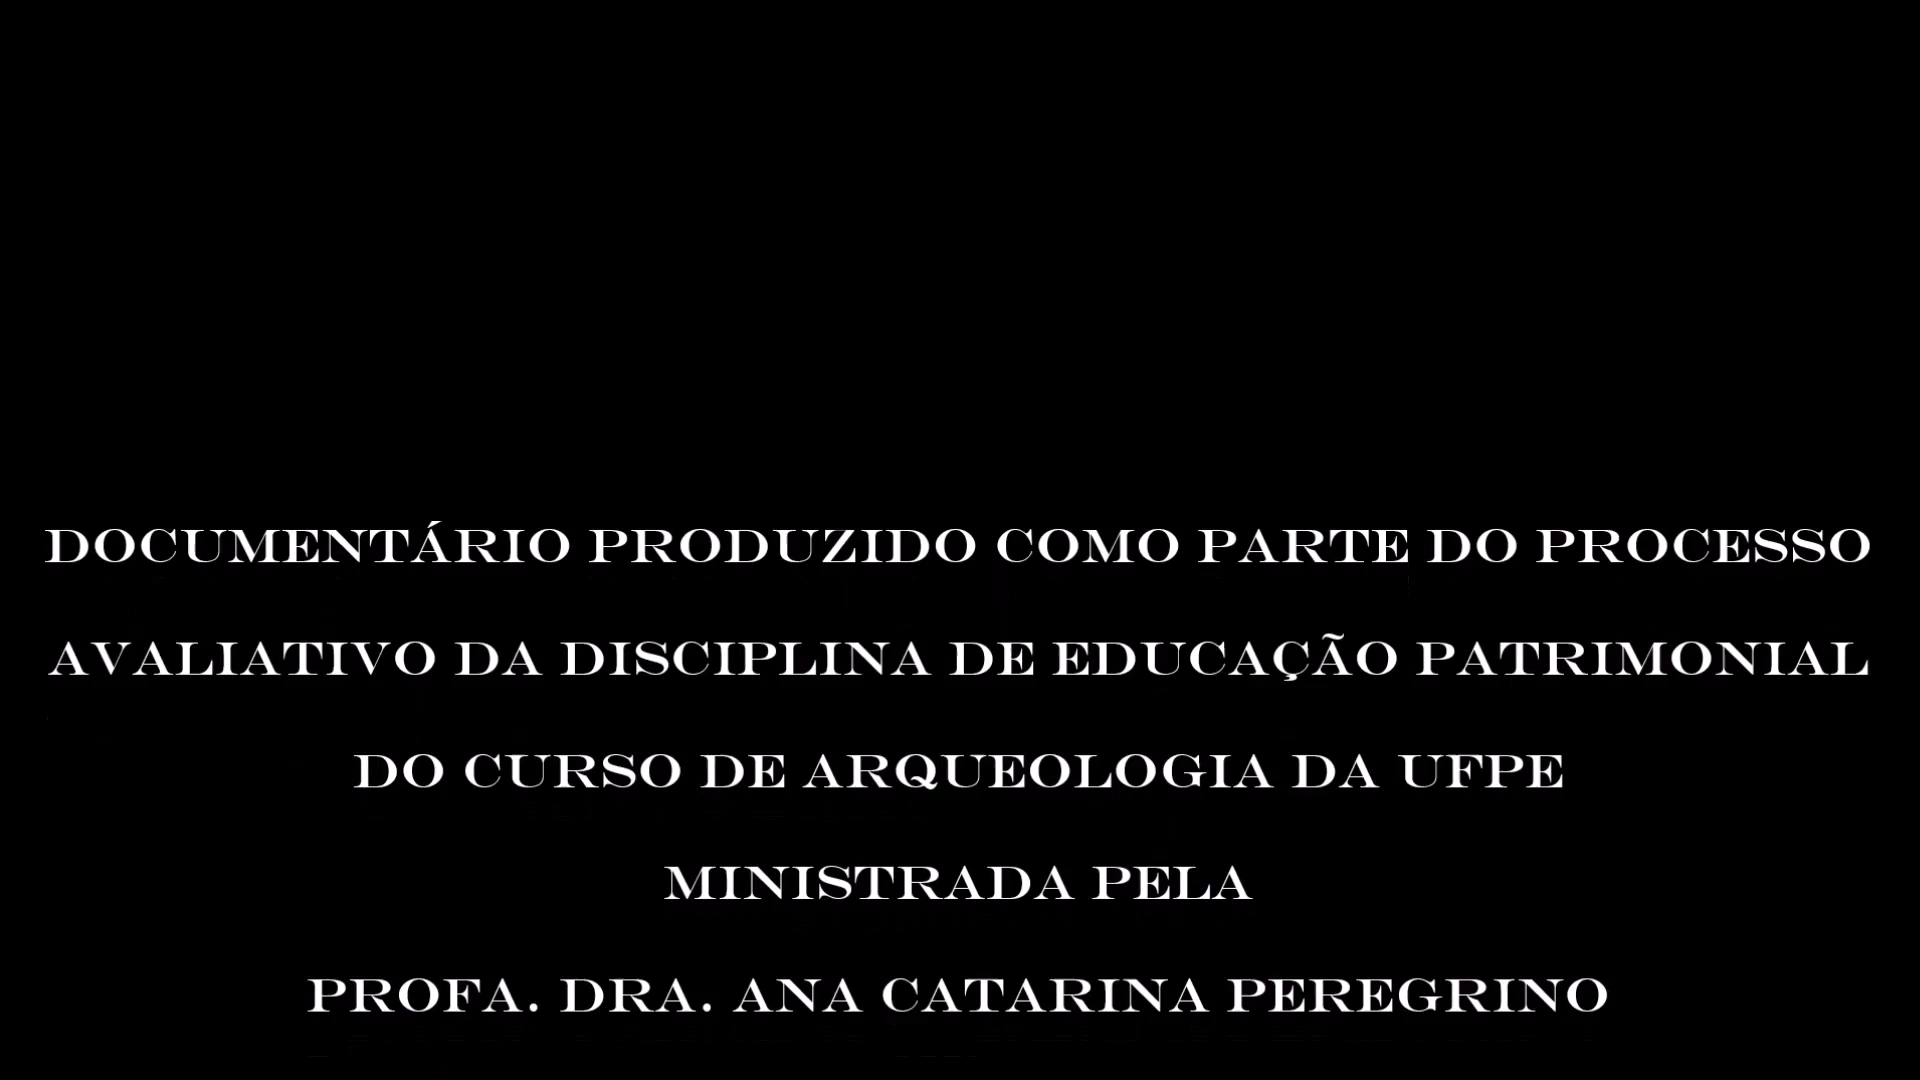 DOCUMENTÁRIO PRODUZIDO COMO PARTE DO PROCESSO
AVALIATIVO DA DISCIPLINA DE EDUCAÇÃO PATRIMONIAL
DO CURSO DE ARQUEOLOGIA DA UFPE
MINISTRADA PELA
PROFA. DRA. ANA CATARINA PEREGRINO